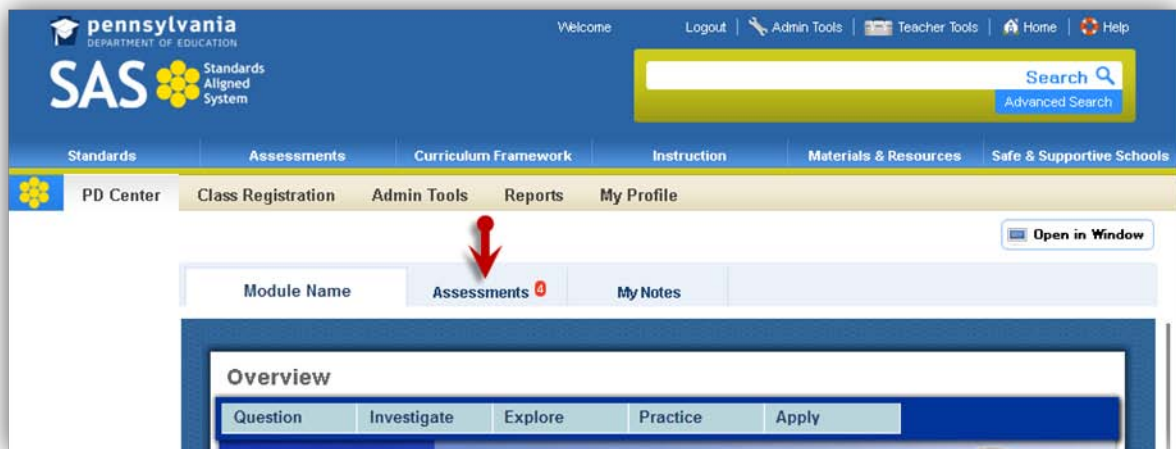 pennsylvania
DEPARTMENT OF EDUCATION
Welcome Logout | Admin Tools | Teacher Tools | Home | Help
SAS Standards Aligned System
Search
Advanced Search
Standards Assessments Curriculum Framework Instruction Materials & Resources Safe & Supportive Schools
PD Center Class Registration Admin Tools Reports My Profile
Open in Window
Module Name Assessments 4 My Notes
Overview
Question Investigate Explore Practice Apply